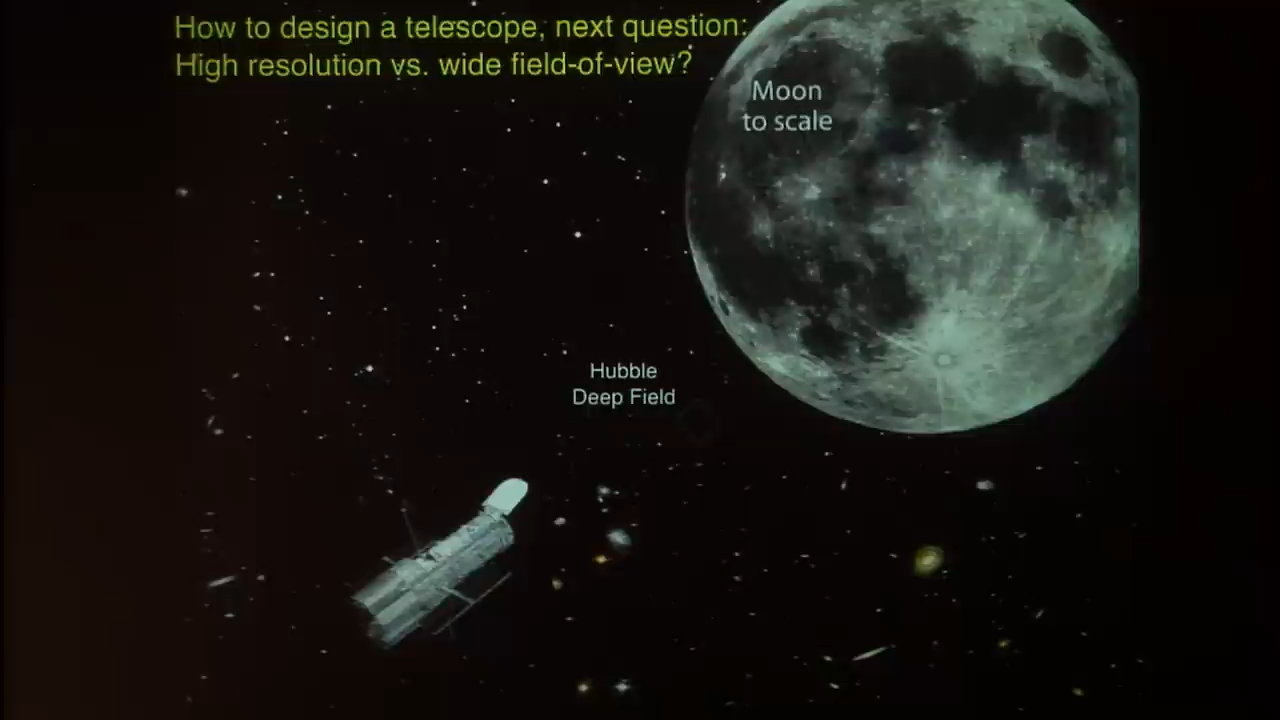 How to design a telescope, next question:
High resolution vs. wide field-of-view?
Moon
to scale
Hubble
Deep Field